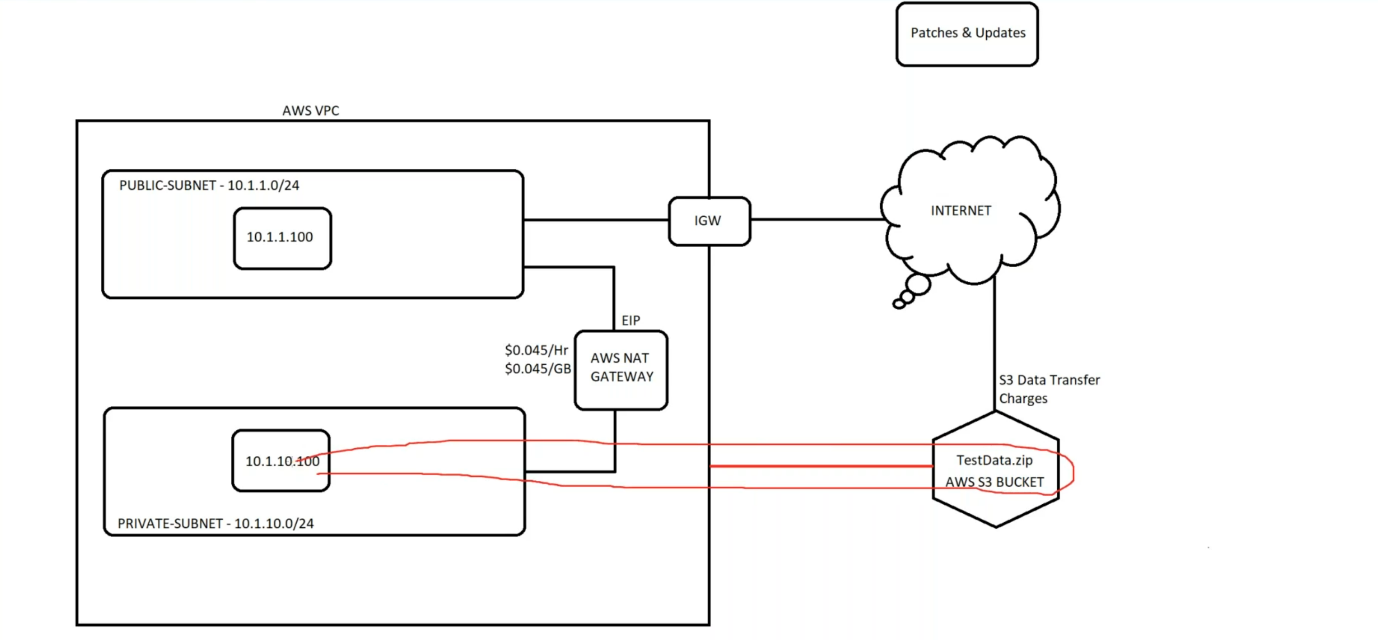 Patches & Updates
AWS VPC
PUBLIC-SUBNET - 10.1.1.0/24
10.1.1.100
IGW
INTERNET
EIP
$0.045/Hr
$0.045/GB
AWS NAT
GATEWAY
S3 Data Transfer
Charges
10.1.10.100
TestData.zip
AWS S3 BUCKET
PRIVATE-SUBNET - 10.1.10.0/24